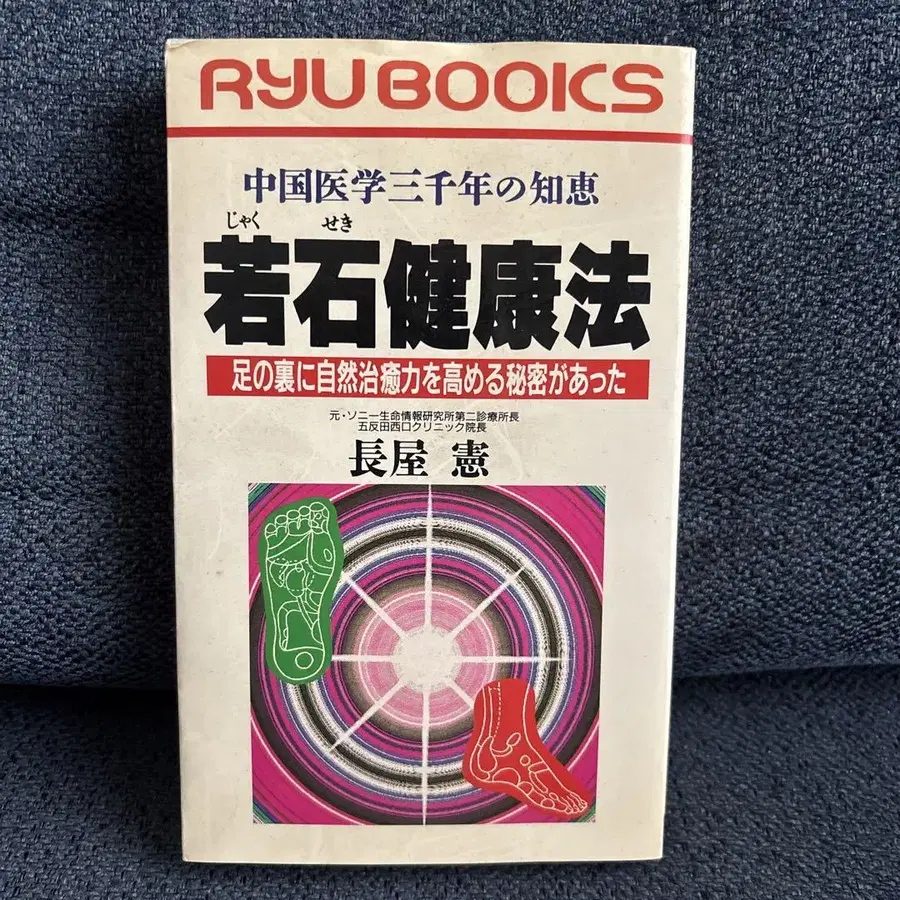 RYU BOOKS
中国医学三千年の知恵
じゃく せき
若石健康法
足の裏に自然治癒力を高める秘密があった
元・ソニー生命情報研究所第二診療所長
五反田西口クリニック院長
長屋 憲